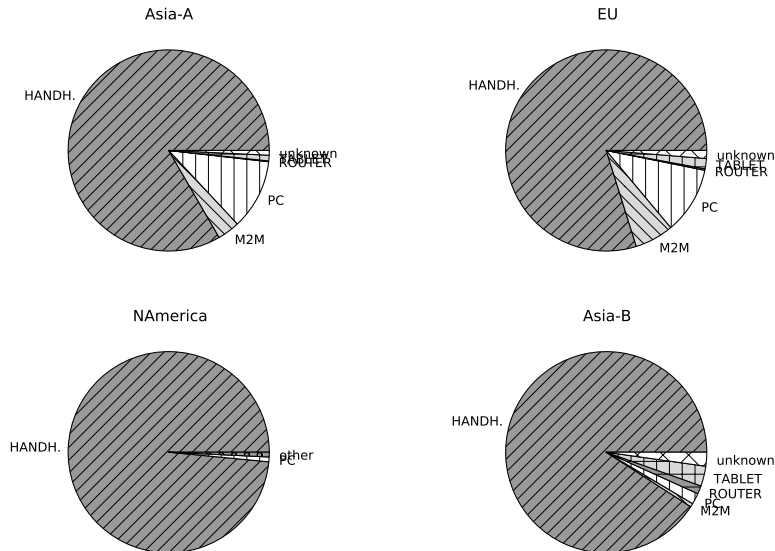 Asia-A
HANDH.
unknown
TABLET
ROUTER
PC
M2M
EU
HANDH.
unknown
TABLET
ROUTER
PC
M2M
NAmerica
HANDH.
other
PC
Asia-B
HANDH.
unknown
TABLET
ROUTER
PC
M2M